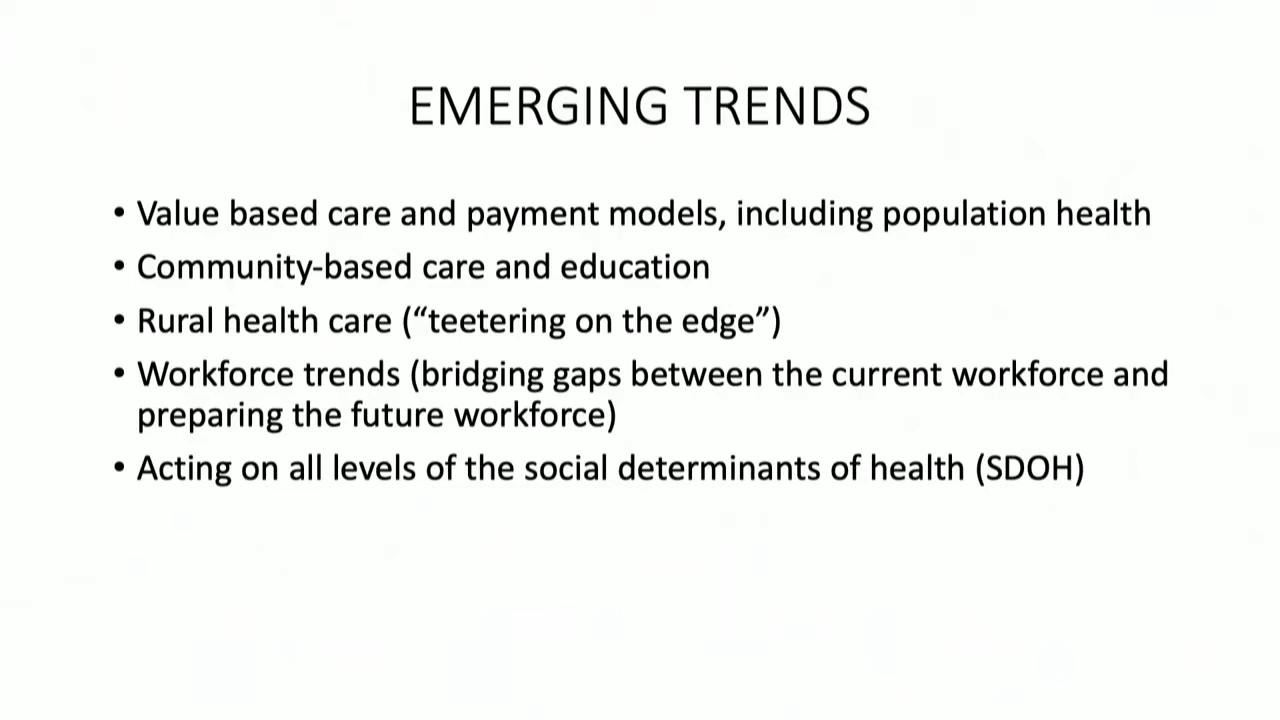 EMERGING TRENDS
• Value based care and payment models, including population health
• Community-based care and education
• Rural health care (“teetering on the edge”)
• Workforce trends (bridging gaps between the current workforce and
preparing the future workforce)
• Acting on all levels of the social determinants of health (SDOH)